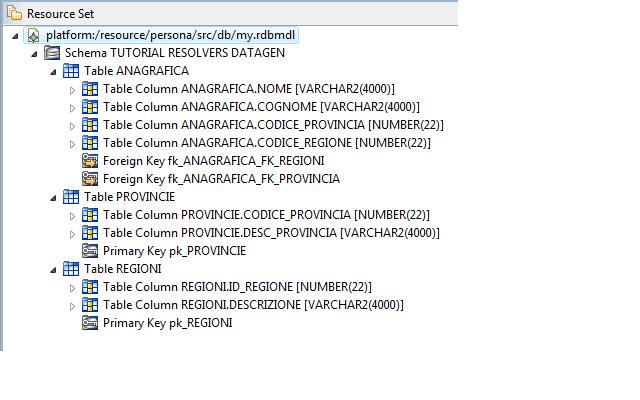 Resource Set
platform:/resource/persona/src/db/my.rdbmdl
Schema TUTORIAL RESOLVERS DATAGEN
Table ANAGRAFICA
Table Column ANAGRAFICA.NOME [VARCHAR2(4000)]
Table Column ANAGRAFICA.COGNOME [VARCHAR2(4000)]
Table Column ANAGRAFICA.CODICE_PROVINCIA [NUMBER(22)]
Table Column ANAGRAFICA.CODICE_REGIONE [NUMBER(22)]
Foreign Key fk_ANAGRAFICA_FK_REGIONI
Foreign Key fk_ANAGRAFICA_FK_PROVINCIA
Table PROVINCIE
Table Column PROVINCIE.CODICE_PROVINCIA [NUMBER(22)]
Table Column PROVINCIE.DESC_PROVINCIA [VARCHAR2(4000)]
Primary Key pk_PROVINCIE
Table REGIONI
Table Column REGIONI.ID_REGIONE [NUMBER(22)]
Table Column REGIONI.DESCRIZIONE [VARCHAR2(4000)]
Primary Key pk_REGIONI